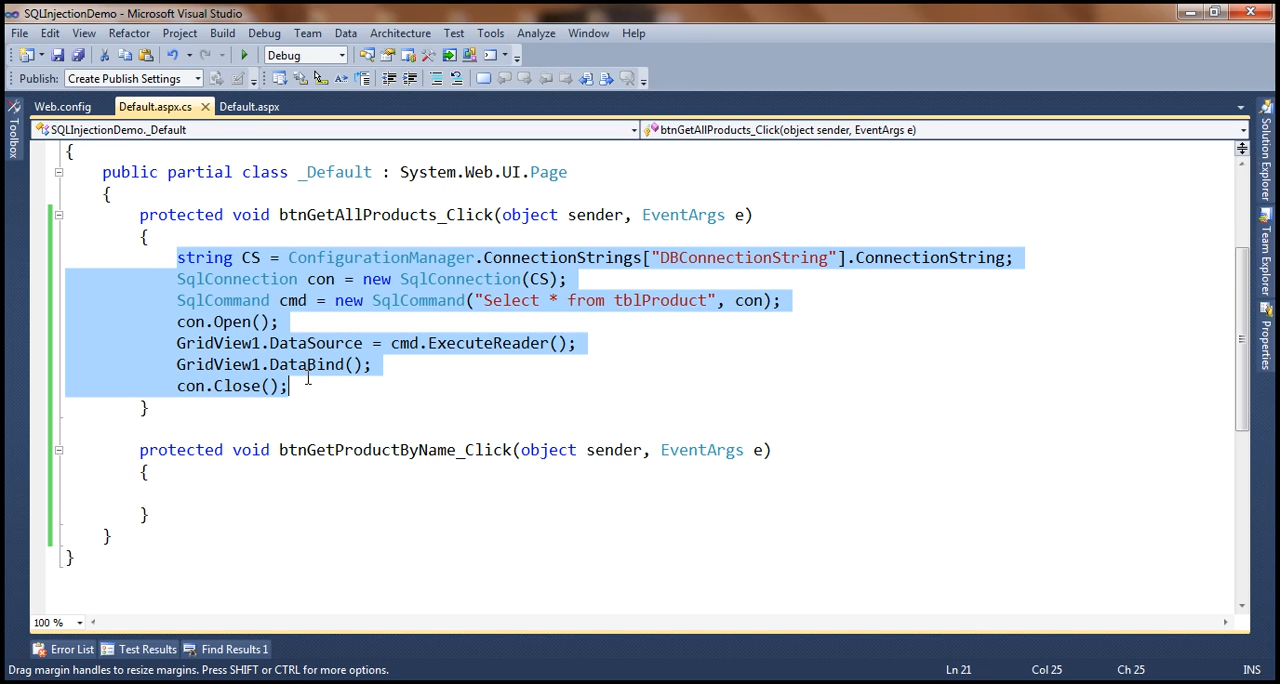 SQLInjectionDemo - Microsoft Visual Studio
File Edit View Refactor Project Build Debug Team Data Architecture Test Tools Analyze Window Help
Debug
Publish: Create Publish Settings
Web.config Default.aspx.cs Default.aspx
SQLInjectionDemo._Default btnGetAllProducts_Click(object sender, EventArgs e)
{
public partial class _Default : System.Web.UI.Page
{
protected void btnGetAllProducts_Click(object sender, EventArgs e)
{
string CS = ConfigurationManager.ConnectionStrings["DBConnectionString"].ConnectionString;
SqlConnection con = new SqlConnection(CS);
SqlCommand cmd = new SqlCommand("Select * from tblProduct", con);
con.Open();
GridView1.DataSource = cmd.ExecuteReader();
GridView1.DataBind();
con.Close();
}
protected void btnGetProductByName_Click(object sender, EventArgs e)
{
}
}
}
Toolbox
Solution Explorer
Team Explorer
Properties
100 %
Error List Test Results Find Results 1
Drag margin handles to resize margins. Press SHIFT or CTRL for more options. Ln 21 Col 25 Ch 25 INS